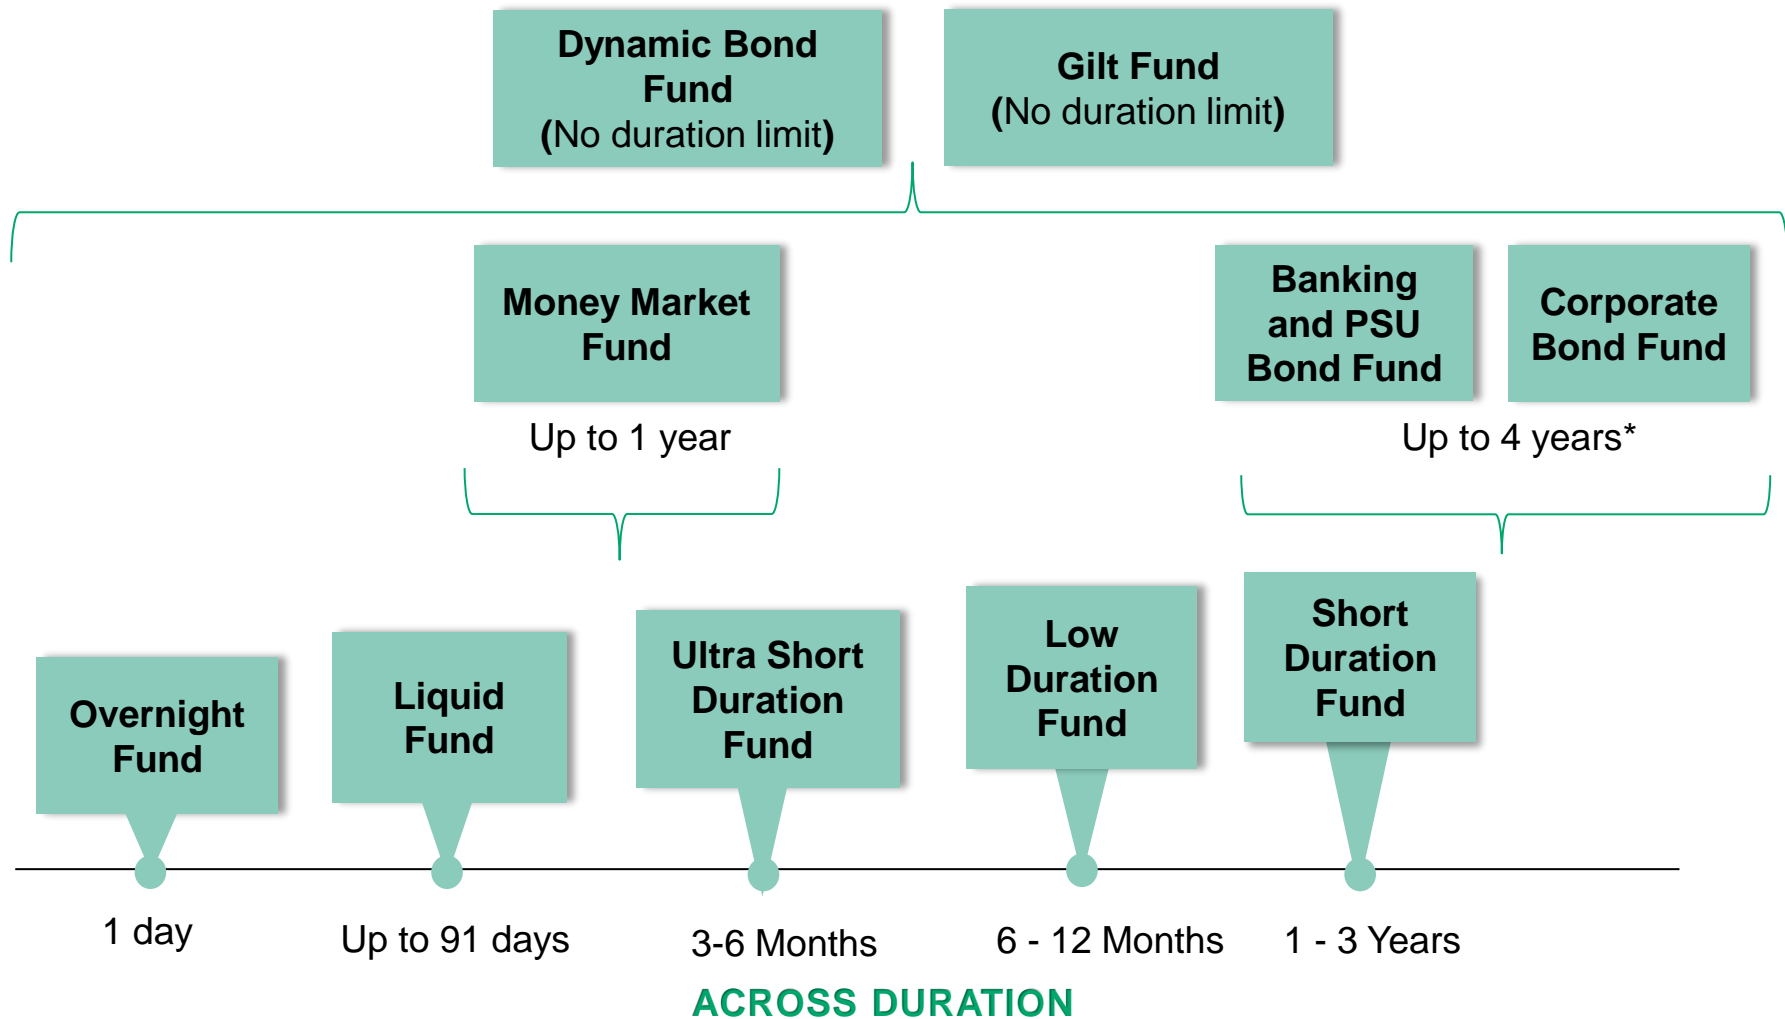 Dynamic Bond
Fund
(No duration limit)
Gilt Fund
(No duration limit)
Money Market
Fund
Up to 1 year
Banking
and PSU
Bond Fund
Corporate
Bond Fund
Up to 4 years*
Overnight
Fund
Liquid
Fund
Ultra Short
Duration
Fund
Low
Duration
Fund
Short
Duration
Fund
1 day
Up to 91 days
3-6 Months
6 - 12 Months
1 - 3 Years
ACROSS DURATION